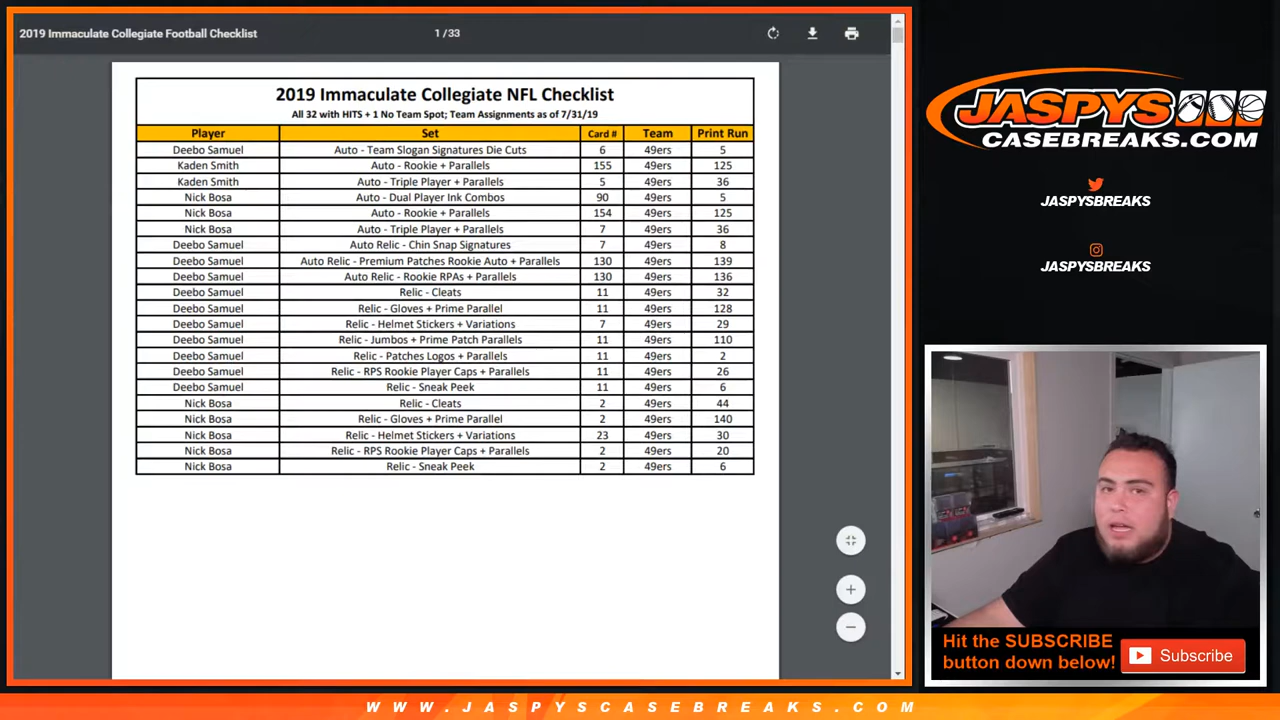 2019 Immaculate Collegiate Football Checklist
1 / 33
2019 Immaculate Collegiate NFL Checklist
All 32 with HITS + 1 No Team Spot; Team Assignments as of 7/31/19
Player Set Card # Team Print Run
Deebo Samuel Auto - Team Slogan Signatures Die Cuts 6 49ers 5
Kaden Smith Auto - Rookie + Parallels 155 49ers 125
Kaden Smith Auto - Triple Player + Parallels 5 49ers 36
Nick Bosa Auto - Dual Player Ink Combos 90 49ers 5
Nick Bosa Auto - Rookie + Parallels 154 49ers 125
Nick Bosa Auto - Triple Player + Parallels 7 49ers 36
Deebo Samuel Auto Relic - Chin Snap Signatures 7 49ers 8
Deebo Samuel Auto Relic - Premium Patches Rookie Auto + Parallels 130 49ers 139
Deebo Samuel Auto Relic - Rookie RPAs + Parallels 130 49ers 136
Deebo Samuel Relic - Cleats 11 49ers 32
Deebo Samuel Relic - Gloves + Prime Parallel 11 49ers 128
Deebo Samuel Relic - Helmet Stickers + Variations 7 49ers 29
Deebo Samuel Relic - Jumbos + Prime Patch Parallels 11 49ers 110
Deebo Samuel Relic - Patches Logos + Parallels 11 49ers 2
Deebo Samuel Relic - RPS Rookie Player Caps + Parallels 11 49ers 26
Deebo Samuel Relic - Sneak Peek 11 49ers 6
Nick Bosa Relic - Cleats 2 49ers 44
Nick Bosa Relic - Gloves + Prime Parallel 2 49ers 140
Nick Bosa Relic - Helmet Stickers + Variations 23 49ers 30
Nick Bosa Relic - RPS Rookie Player Caps + Parallels 2 49ers 20
Nick Bosa Relic - Sneak Peek 2 49ers 6
JASPYS
CASEBREAKS.COM
JASPYSBREAKS
JASPYSBREAKS
Hit the SUBSCRIBE
button down below!
Subscribe
WWW.JASPYSCASEBREAKS.COM